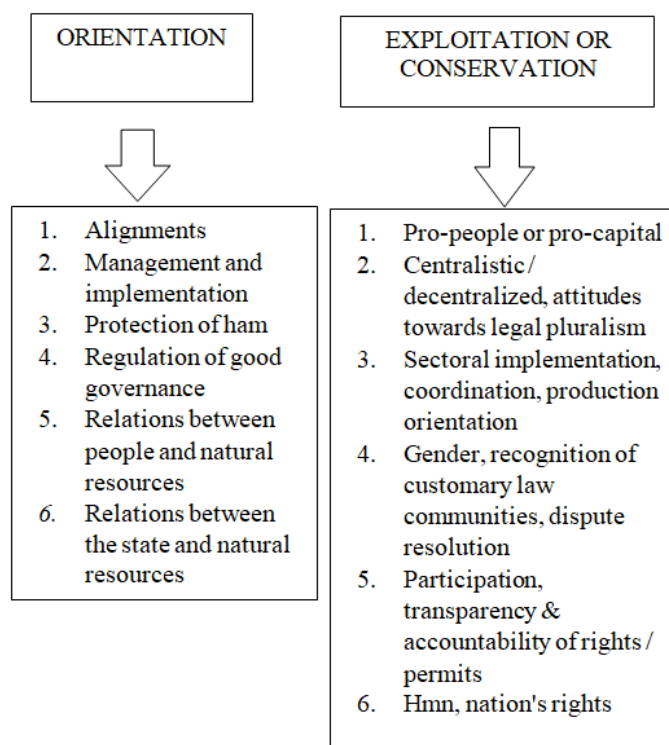 ORIENTATION
1. Alignments
2. Management and
implementation
3. Protection of ham
4. Regulation of good
governance
5. Relations between
people and natural
resources
6. Relations between
the state and natural
resources
EXPLOITATION OR
CONSERVATION
1. Pro-people or pro-capital
2. Centralistic /
decentralized, attitudes
towards legal pluralism
3. Sectoral implementation,
coordination, production
orientation
4. Gender, recognition of
customary law
communities, dispute
resolution
5. Participation,
transparency &
accountability of rights /
permits
6. Hmn, nation's rights